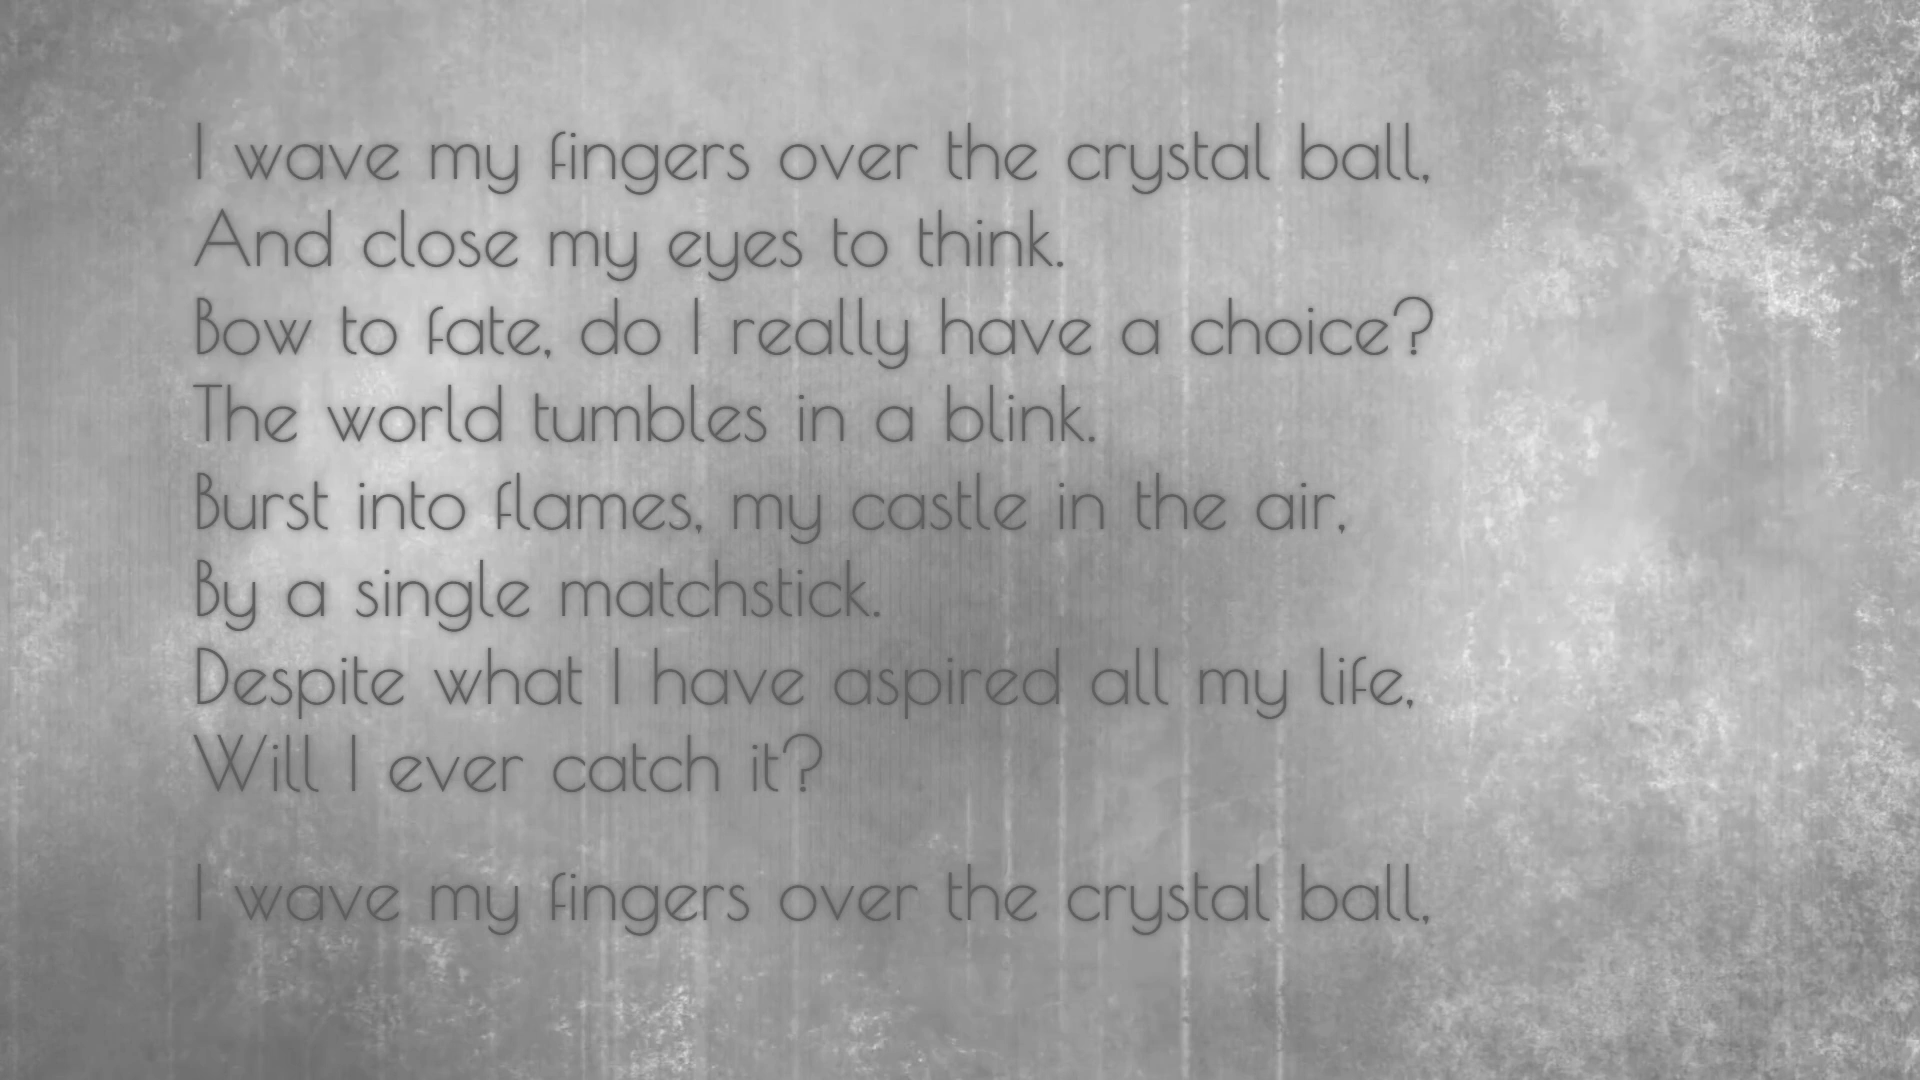 I wave my fingers over the crystal ball,
And close my eyes to think.
Bow to fate, do I really have a choice?
The world tumbles in a blink.
Burst into flames, my castle in the air,
By a single matchstick.
Despite what I have aspired all my life,
Will I ever catch it?
I wave my fingers over the crystal ball,